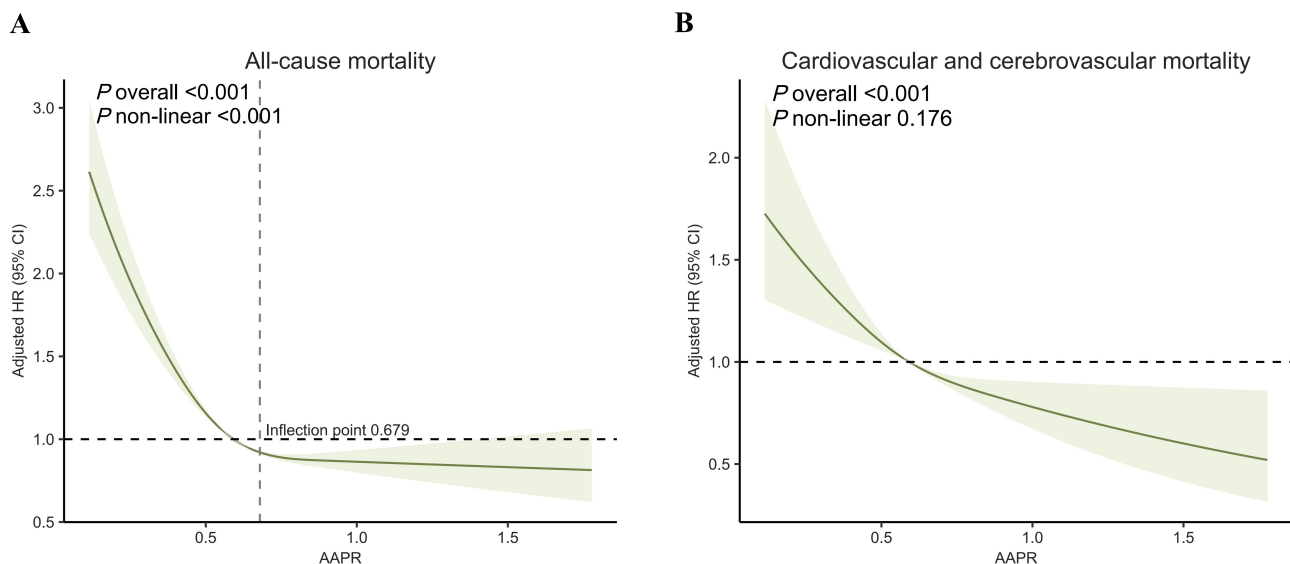 A
All-cause mortality
P overall <0.001
P non-linear <0.001
Adjusted HR (95% CI)
3.0
2.5
2.0
1.5
1.0
0.5
Inflection point 0.679
0.5 1.0 1.5
AAPR
B
Cardiovascular and cerebrovascular mortality
P overall <0.001
P non-linear 0.176
Adjusted HR (95% CI)
2.0
1.5
1.0
0.5
0.5 1.0 1.5
AAPR